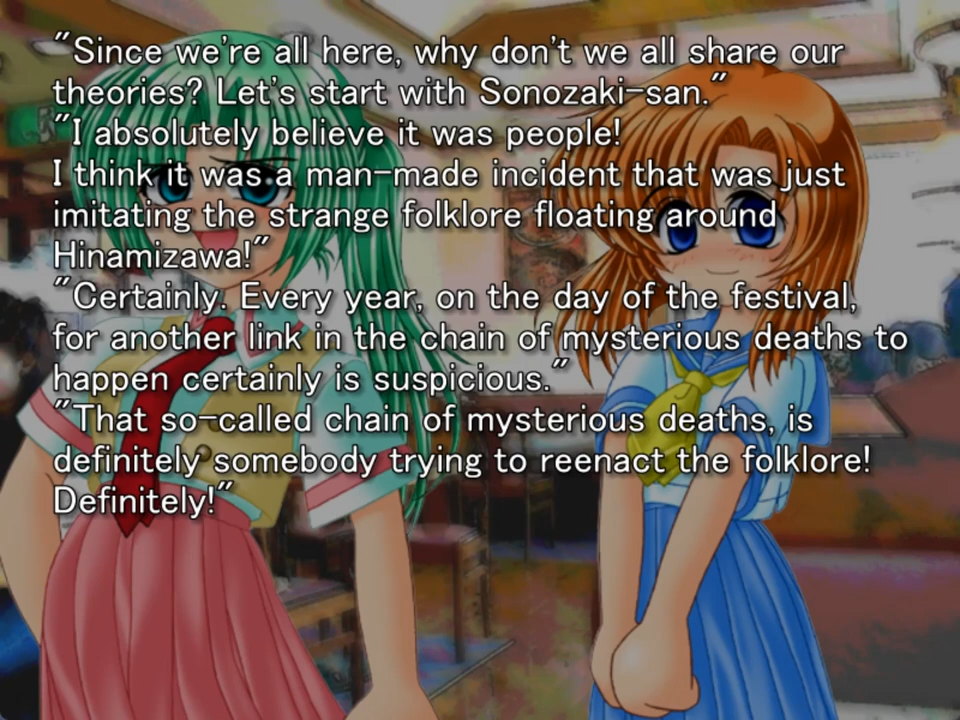 "Since we're all here, why don't we all share our
theories? Let's start with Sonozaki-san."
"I absolutely believe it was people!
I think it was a man-made incident that was just
imitating the strange folklore floating around
Hinamizawa!"
"Certainly. Every year, on the day of the festival,
for another link in the chain of mysterious deaths to
happen certainly is suspicious."
"That so-called chain of mysterious deaths, is
definitely somebody trying to reenact the folklore!
Definitely!"